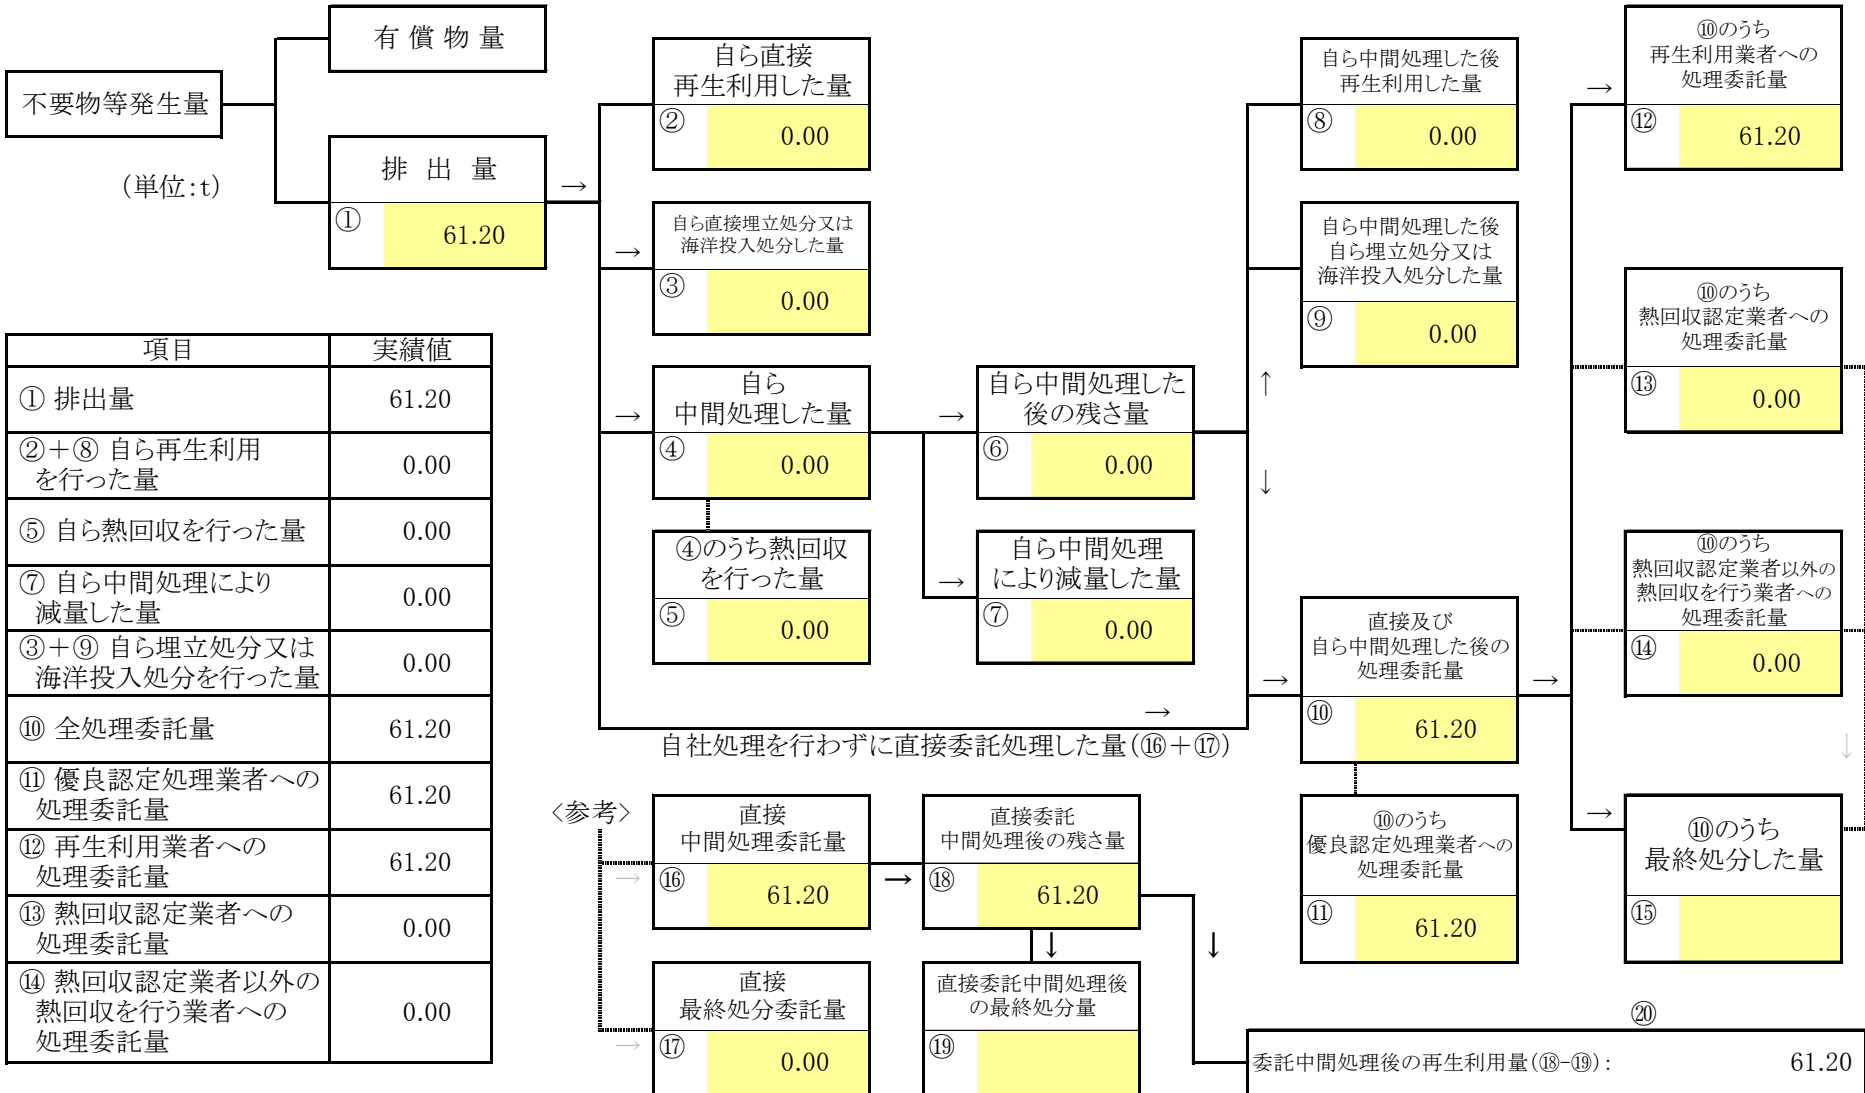 有 償 物 量
不要物等発生量
(単位:t)
排 出 量
→
①
61.20
自ら直接
再生利用した量
②
0.00
→
自ら直接埋立処分又は
海洋投入処分した量
③
0.00
→
自ら
中間処理した量
④
0.00
④のうち熱回収
を行った量
⑤
0.00
→
自ら中間処理した
後の残さ量
⑥
0.00
→
自ら中間処理
により減量した量
⑦
0.00
↑
↓
自ら中間処理した後
再生利用した量
⑧
0.00
自ら中間処理した後
自ら埋立処分又は
海洋投入処分した量
⑨
0.00
→
自社処理を行わずに直接委託処理した量(⑯+⑰)
→
直接及び
自ら中間処理した後の
処理委託量
⑩
61.20
⑩のうち
優良認定処理業者への
処理委託量
⑪
61.20
→
→
⑩のうち
再生利用業者への
処理委託量
⑫
61.20
⑩のうち
熱回収認定業者への
処理委託量
⑬
0.00
⑩のうち
熱回収認定業者以外の
熱回収を行う業者への
処理委託量
⑭
0.00
↓
→
⑩のうち
最終処分した量
⑮
項目 実績値
① 排出量 61.20
②+⑧ 自ら再生利用
を行った量 0.00
⑤ 自ら熱回収を行った量 0.00
⑦ 自ら中間処理により
減量した量 0.00
③+⑨ 自ら埋立処分又は
海洋投入処分を行った量 0.00
⑩ 全処理委託量 61.20
⑪ 優良認定処理業者への
処理委託量 61.20
⑫ 再生利用業者への
処理委託量 61.20
⑬ 熱回収認定業者への
処理委託量 0.00
⑭ 熱回収認定業者以外の
熱回収を行う業者への
処理委託量 0.00
<参考>
→
直接
中間処理委託量
⑯
61.20
→
直接委託
中間処理後の残さ量
⑱
61.20
↓
↓
→
直接
最終処分委託量
⑰
0.00
直接委託中間処理後
の最終処分量
⑲
⑳
委託中間処理後の再生利用量(⑱-⑲): 61.20